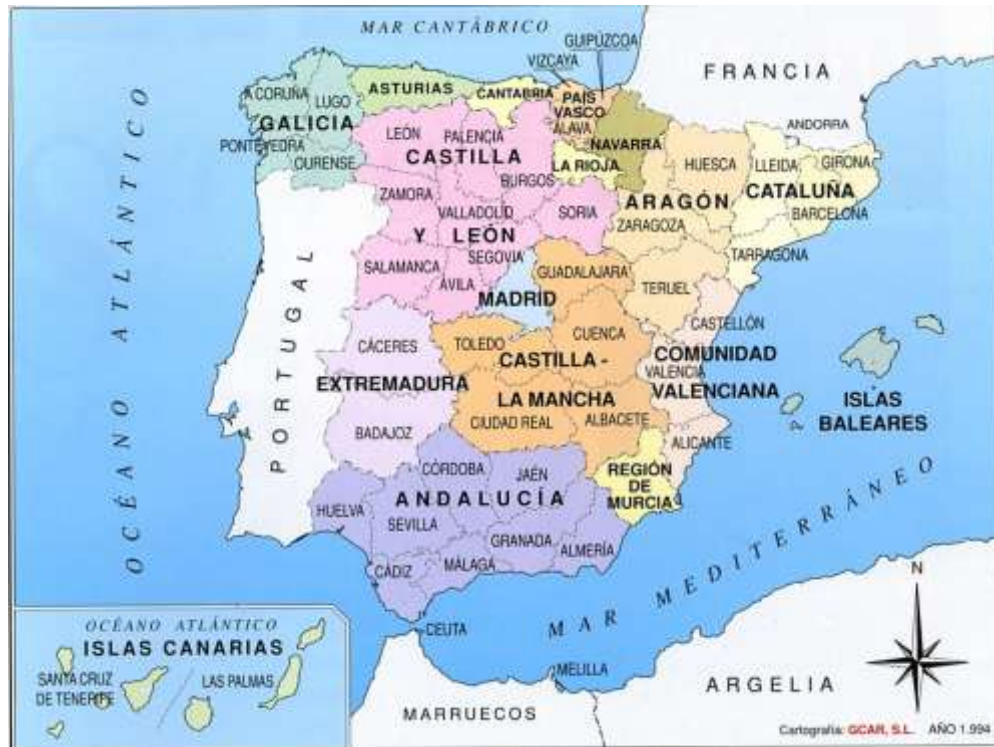 MAR CANTÁBRICO
GUIPÚZCOA
VIZCAYA
FRANCIA
A CORUÑA
LUGO
ASTURIAS
CANTABRIA
PAÍS
VASCO
ÁLAVA
NAVARRA
ANDORRA
GALICIA
PONTEVEDRA
OURENSE
LEÓN
PALENCIA
CASTILLA
BURGOS
LA RIOJA
HUESCA
LLEIDA
GIRONA
CATALUÑA
BARCELONA
ZAMORA
VALLADOLID
SORIA
ARAGÓN
ZARAGOZA
TARRAGONA
Y LEÓN
SEGOVIA
SALAMANCA
ÁVILA
GUADALAJARA
MADRID
TERUEL
OCÉANO ATLÁNTICO
PORTUGAL
CÁCERES
TOLEDO
CUENCA
CASTELLÓN
EXTREMADURA
CASTILLA -
LA MANCHA
COMUNIDAD
VALENCIA
VALENCIANA
ISLAS
BALEARES
BADAJOZ
CIUDAD REAL
ALBACETE
ALICANTE
CÓRDOBA
JAÉN
REGIÓN
DE
MURCIA
ANDALUCÍA
HUELVA
SEVILLA
GRANADA
ALMERÍA
MÁLAGA
CÁDIZ
MAR MEDITERRÁNEO
N
CEUTA
MELILLA
OCÉANO ATLÁNTICO
ISLAS CANARIAS
SANTA CRUZ
DE TENERIFE
LAS PALMAS
MARRUECOS
ARGELIA
Cartografía: GCAR, S.L. AÑO 1.994